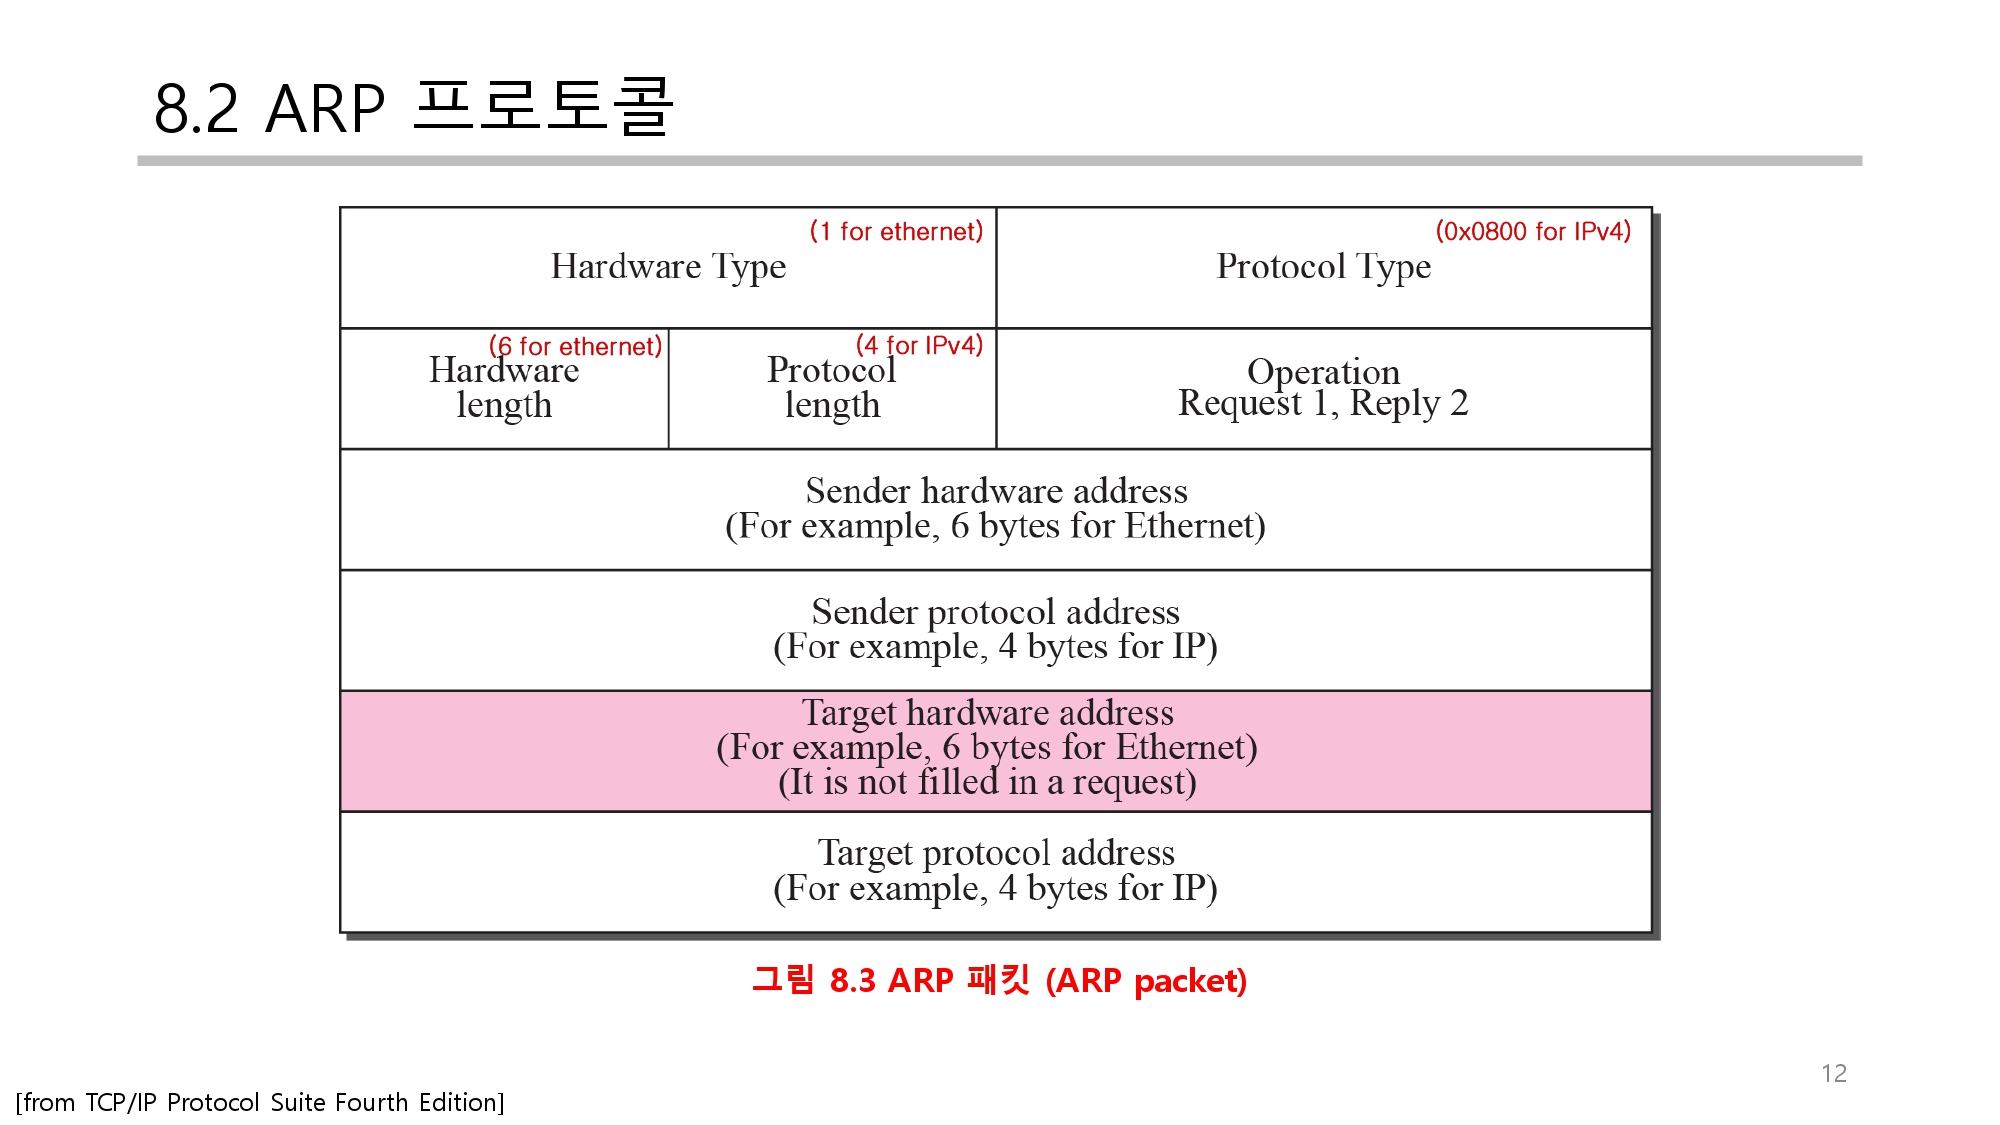 8.2 ARP 프로토콜
(1 for ethernet)
Hardware Type
(0x0800 for IPv4)
Protocol Type
(6 for ethernet)
Hardware
length
(4 for IPv4)
Protocol
length
Operation
Request 1, Reply 2
Sender hardware address
(For example, 6 bytes for Ethernet)
Sender protocol address
(For example, 4 bytes for IP)
Target hardware address
(For example, 6 bytes for Ethernet)
(It is not filled in a request)
Target protocol address
(For example, 4 bytes for IP)
그림 8.3 ARP 패킷 (ARP packet)
12
[from TCP/IP Protocol Suite Fourth Edition]